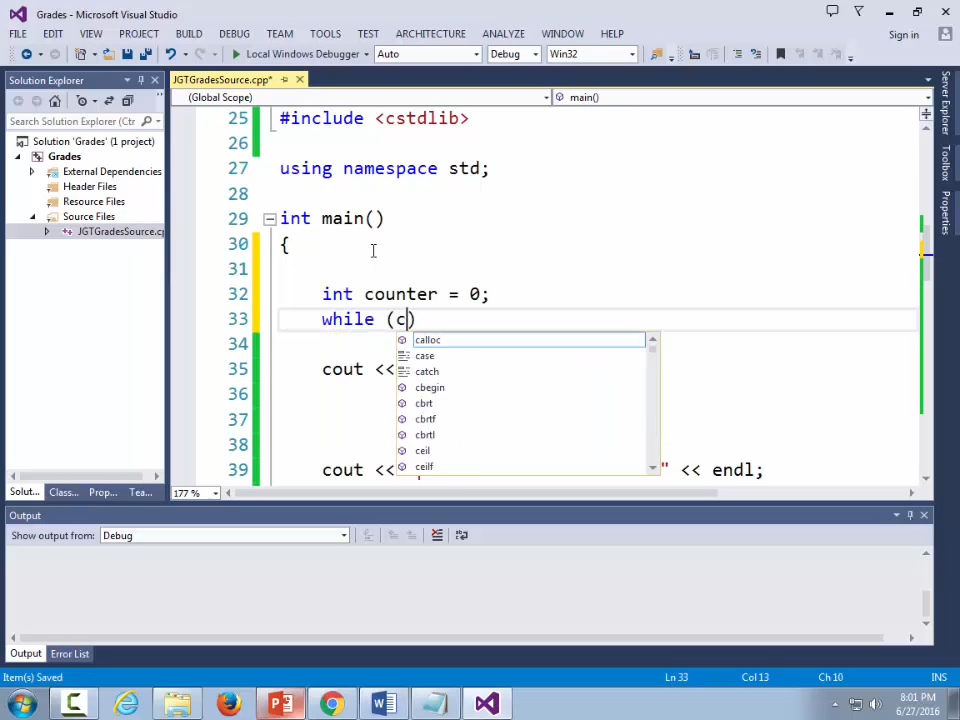 Grades - Microsoft Visual Studio
FILE EDIT VIEW PROJECT BUILD DEBUG TEAM TOOLS TEST ARCHITECTURE ANALYZE WINDOW HELP Sign in
Local Windows Debugger Auto Debug Win32
Solution Explorer
Search Solution Explorer (Ctr
Solution 'Grades' (1 project)
Grades
External Dependencies
Header Files
Resource Files
Source Files
JGTGradesSource.cp
Solut... Class... Prop... Tea...
JGTGradesSource.cpp*
(Global Scope) main()
25 #include <cstdlib>
26
27 using namespace std;
28
29 int main()
30 {
31
32 int counter = 0;
33 while (c)
34
35 cout <<
36
37
38
39 cout << " << endl;
calloc
case
catch
cbegin
cbrt
cbrtf
cbrtl
ceil
ceilf
177 %
Server Explorer
Toolbox
Properties
Output
Show output from: Debug
Output Error List
Item(s) Saved Ln 33 Col 13 Ch 10 INS
8:01 PM
6/27/2016